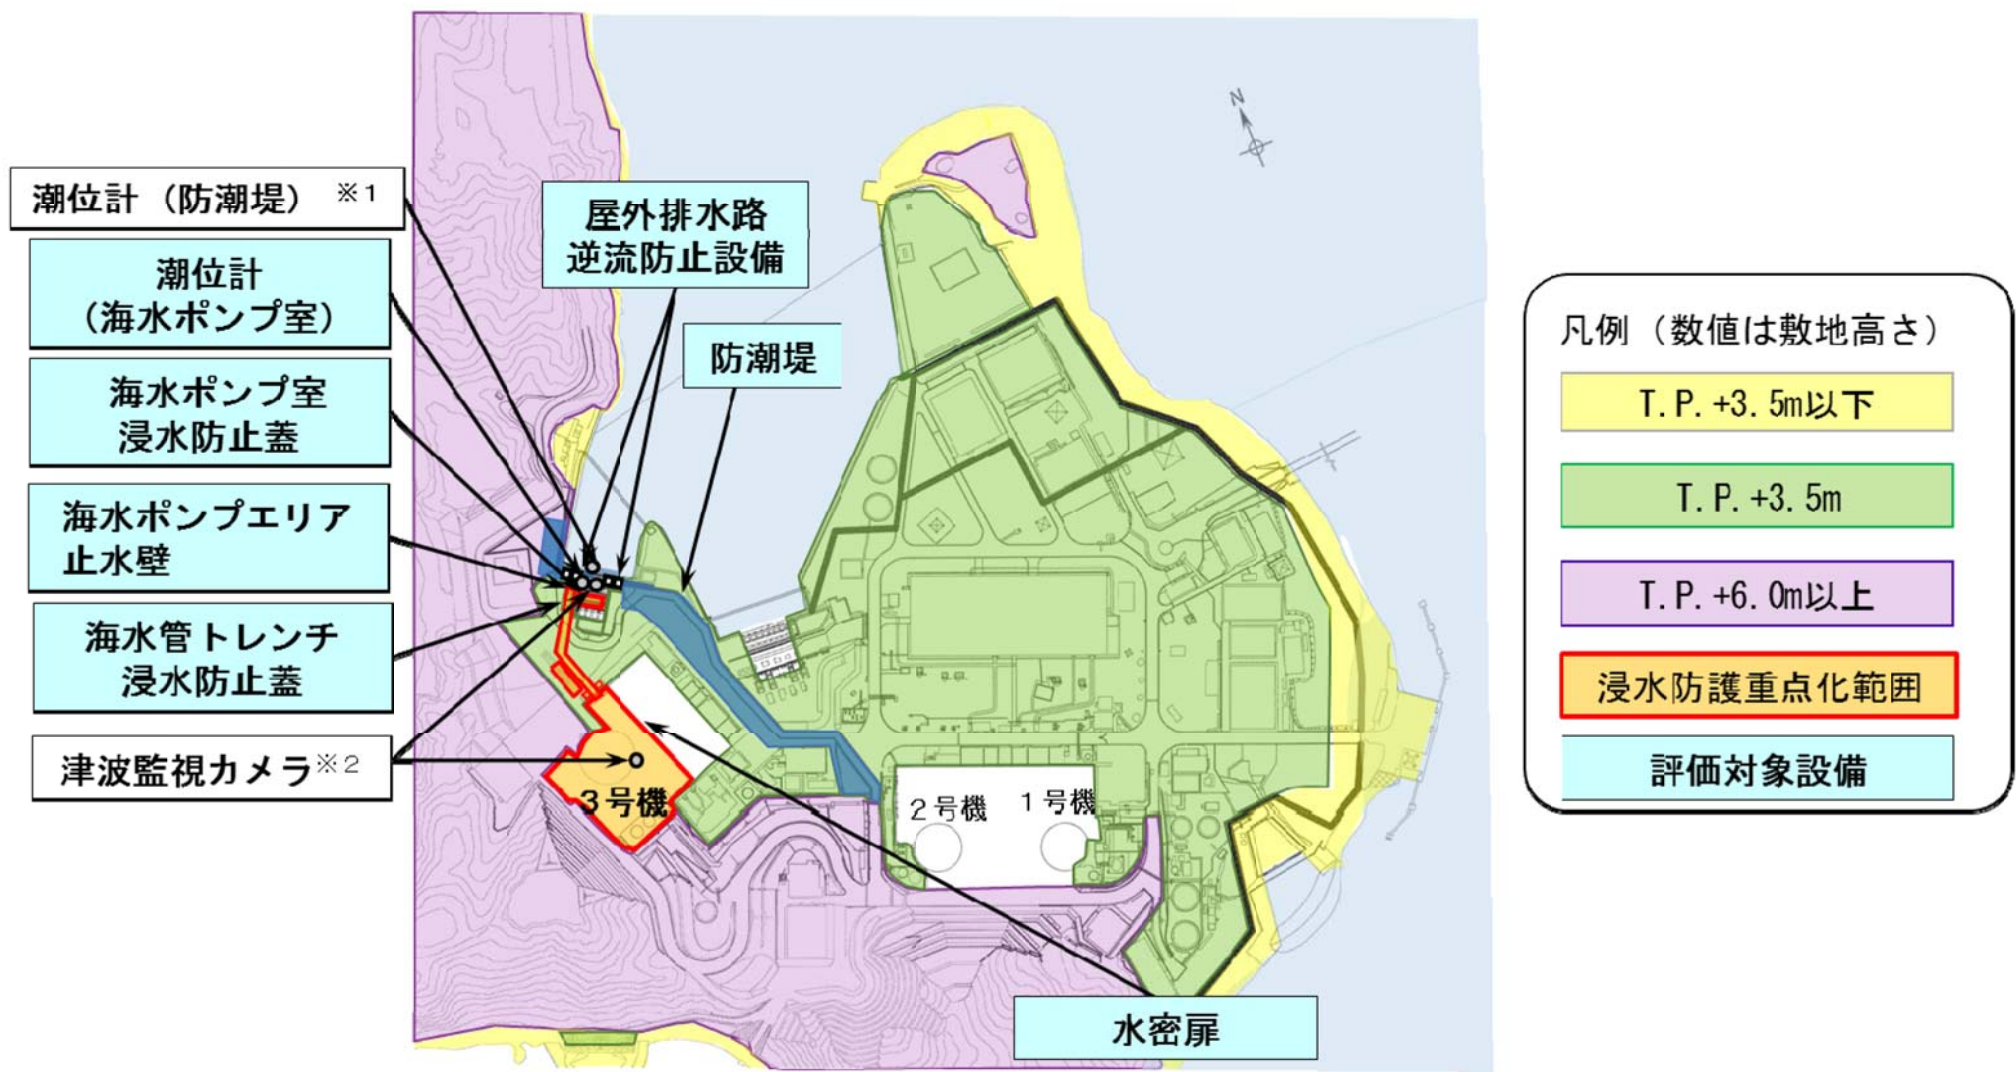 潮位計（防潮堤） ※1
潮位計
（海水ポンプ室）
海水ポンプ室
浸水防止蓋
海水ポンプエリア
止水壁
海水管トレンチ
浸水防止蓋
津波監視カメラ※2
屋外排水路
逆流防止設備
防潮堤
N
3号機
2号機
1号機
水密扉
凡例（数値は敷地高さ）
T.P.+3.5m以下
T.P.+3.5m
T.P.+6.0m以上
浸水防護重点化範囲
評価対象設備